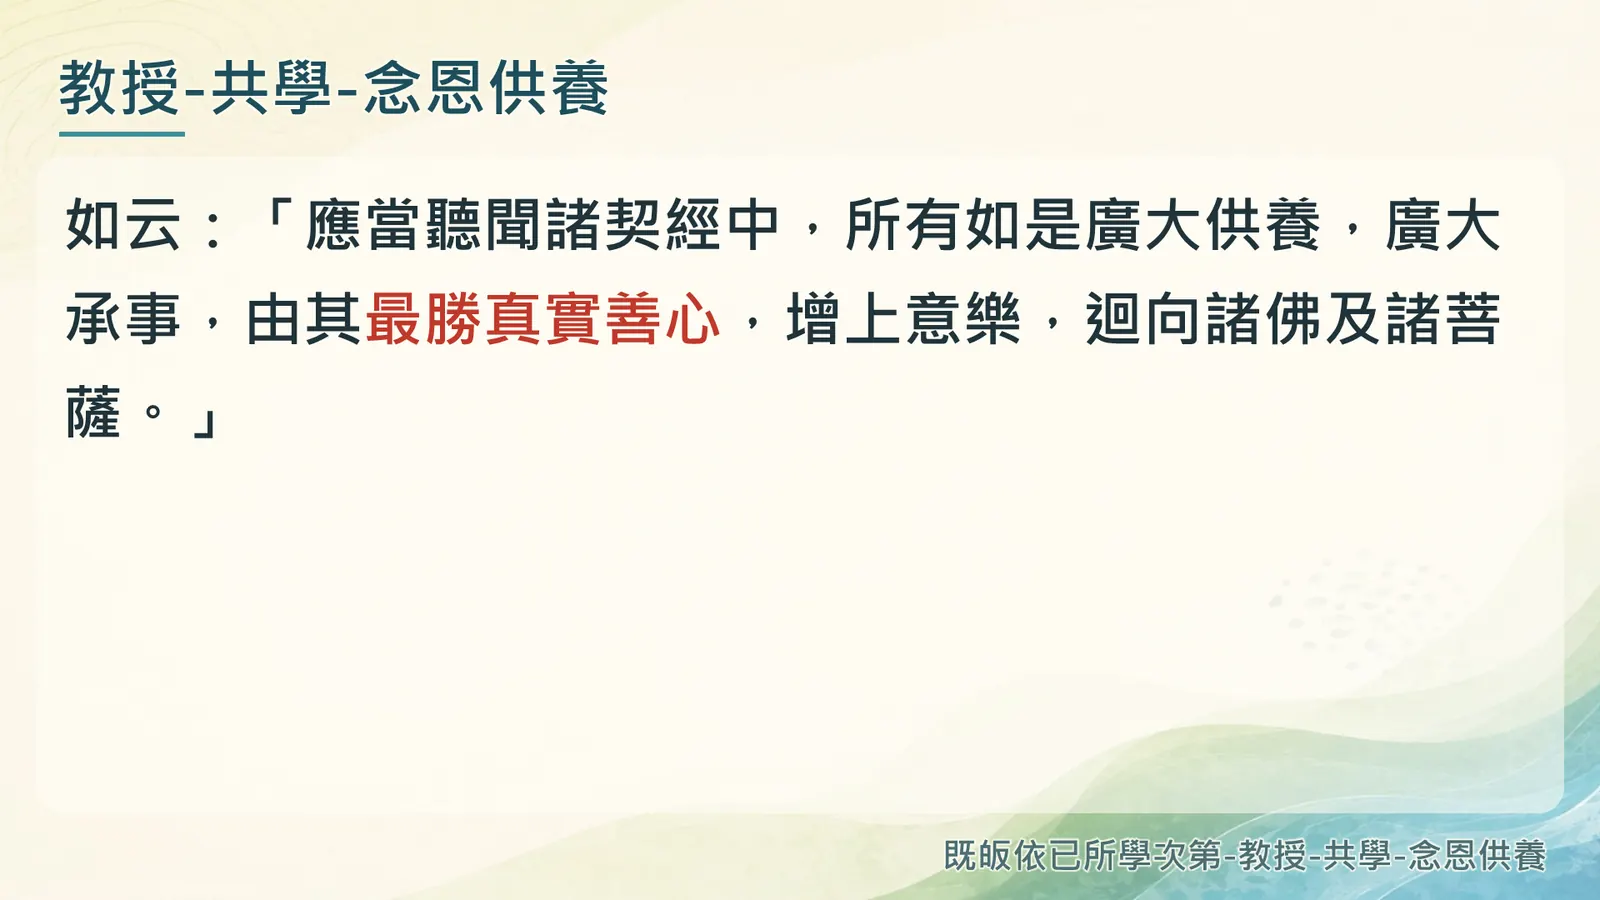 教授-共學-念恩供養
如云：「應當聽聞諸契經中，所有如是廣大供養，廣大
承事，由其最勝真實善心，增上意樂，迴向諸佛及諸菩
薩。」
既皈依已所學次第-教授-共學-念恩供養